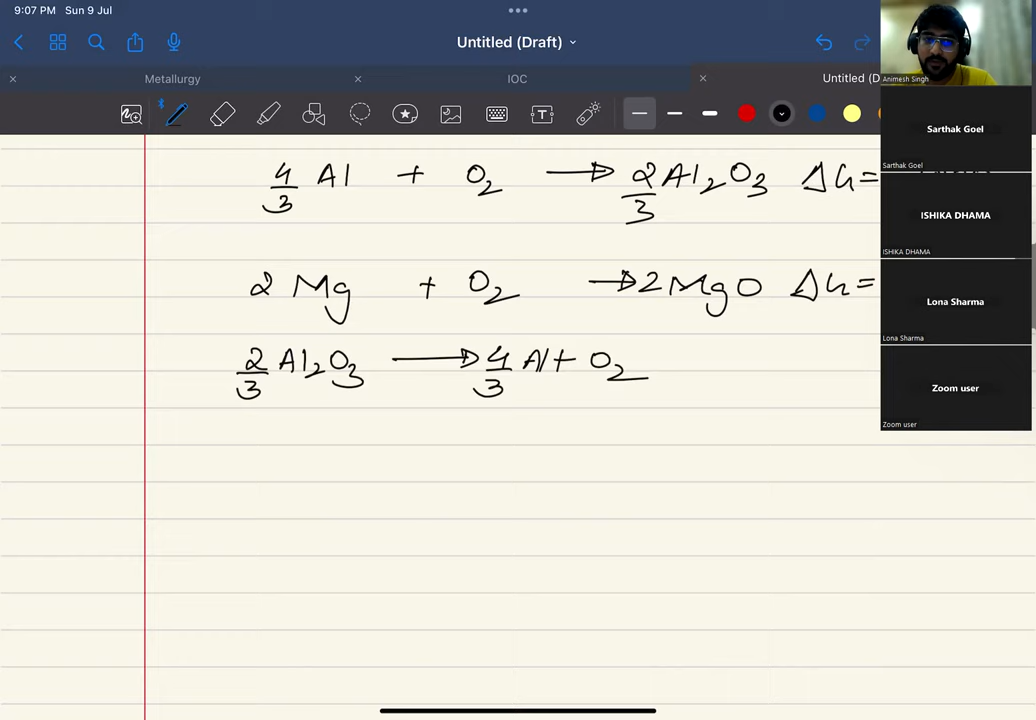 9:07 PM Sun 9 Jul
Untitled (Draft)
Metallurgy
IOC
Untitled (D
Animesh Singh
Sarthak Goel
Sarthak Goel
ISHIKA DHAMA
ISHIKA DHAMA
Lona Sharma
Lona Sharma
Zoom user
Zoom user
4/3 Al + O₂ → 2/3 Al₂O₃ ΔG=
2 Mg + O₂ → 2MgO ΔG=
2/3 Al₂O₃ → 4/3 Al + O₂